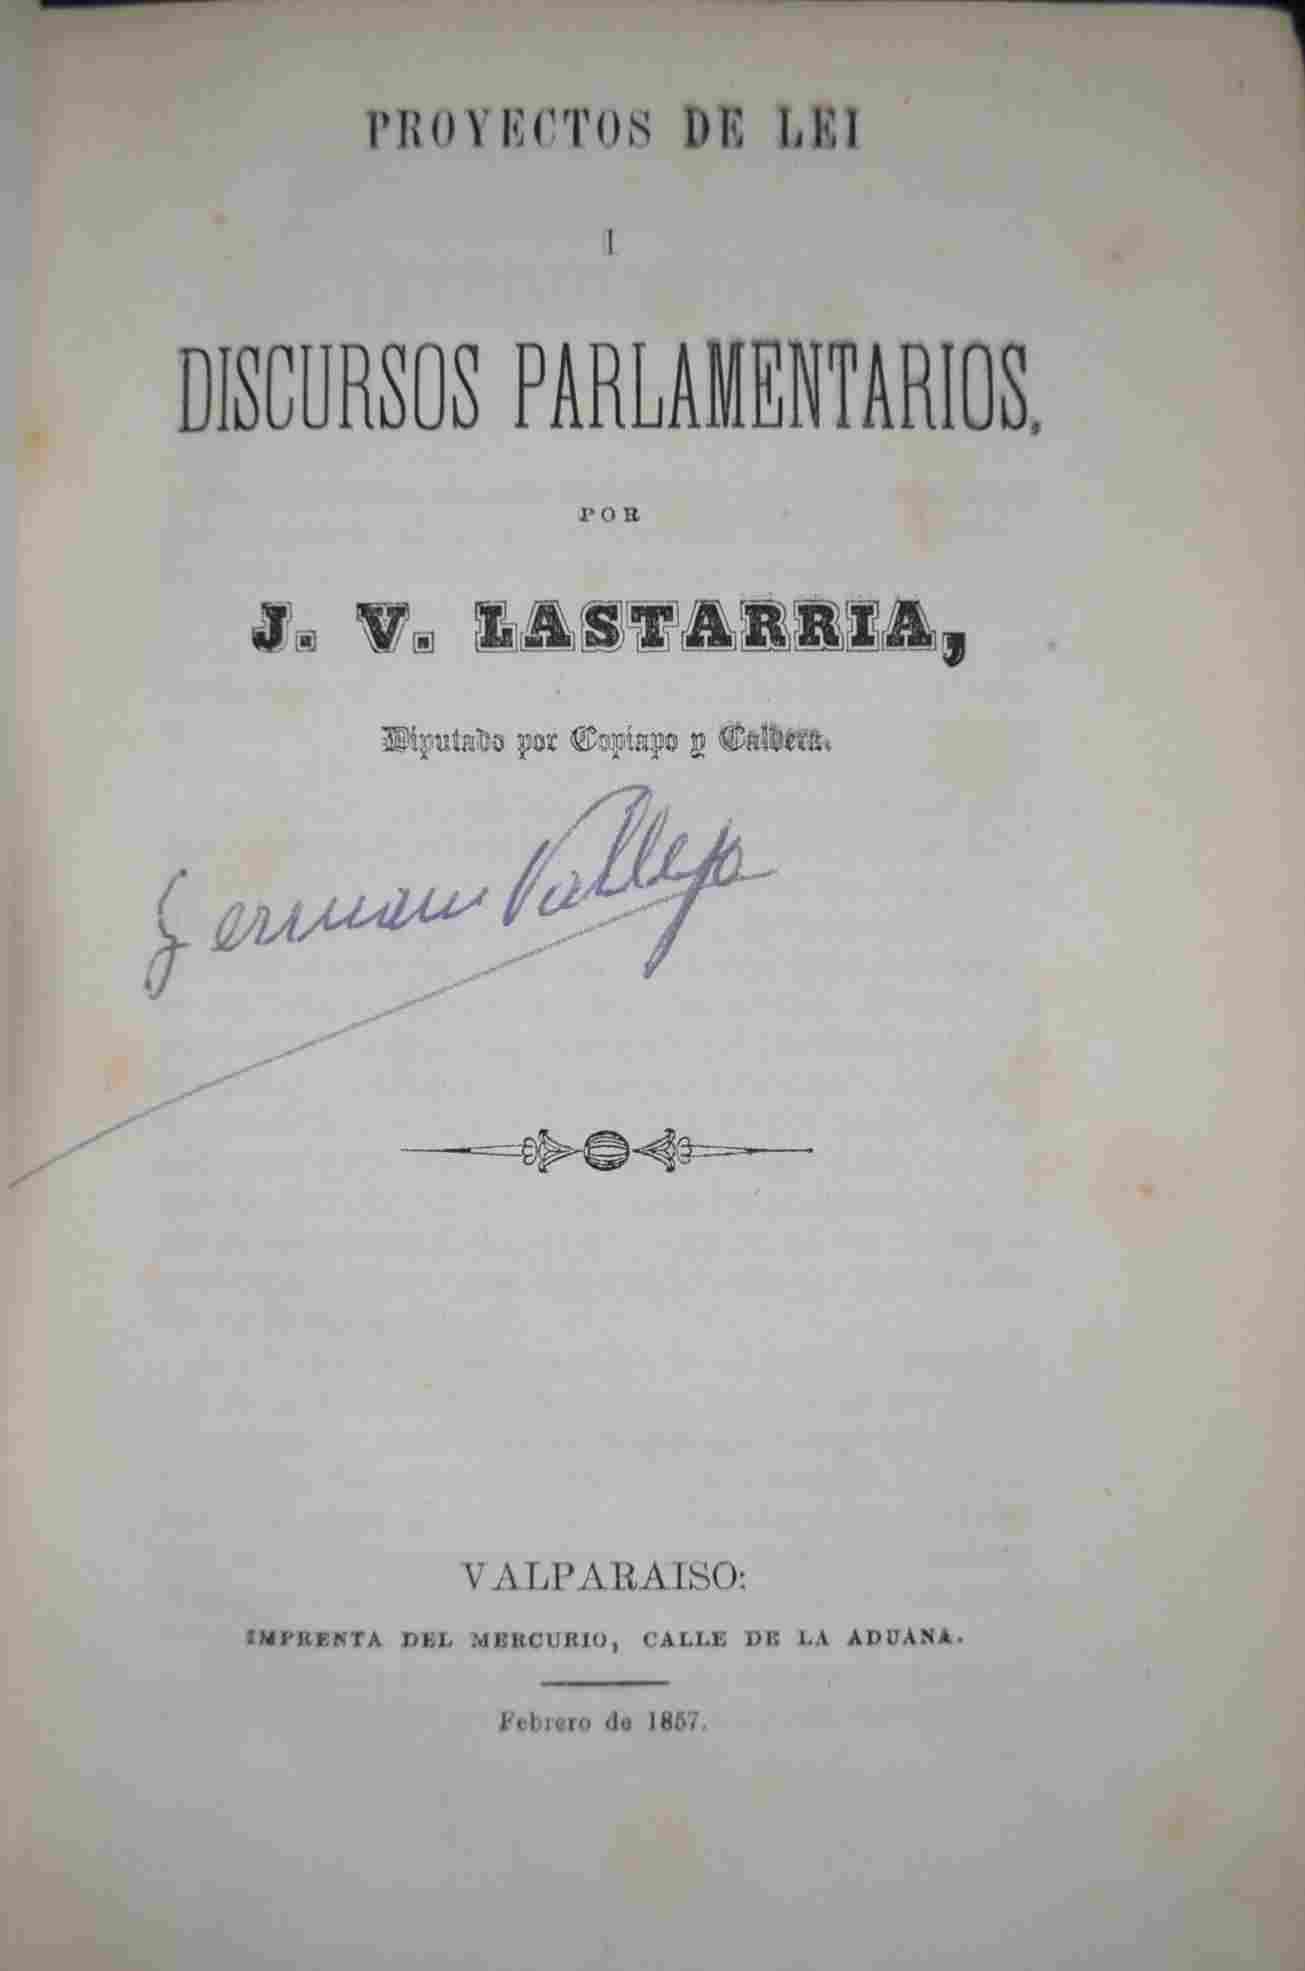 PROYECTOS DE LEI
I
DISCURSOS PARLAMENTARIOS,
POR
J. V. LASTARRIA,
Diputado por Copiapo y Caldera.
German Vallejo
VALPARAISO:
IMPRENTA DEL MERCURIO, CALLE DE LA ADUANA.
Febrero de 1857.